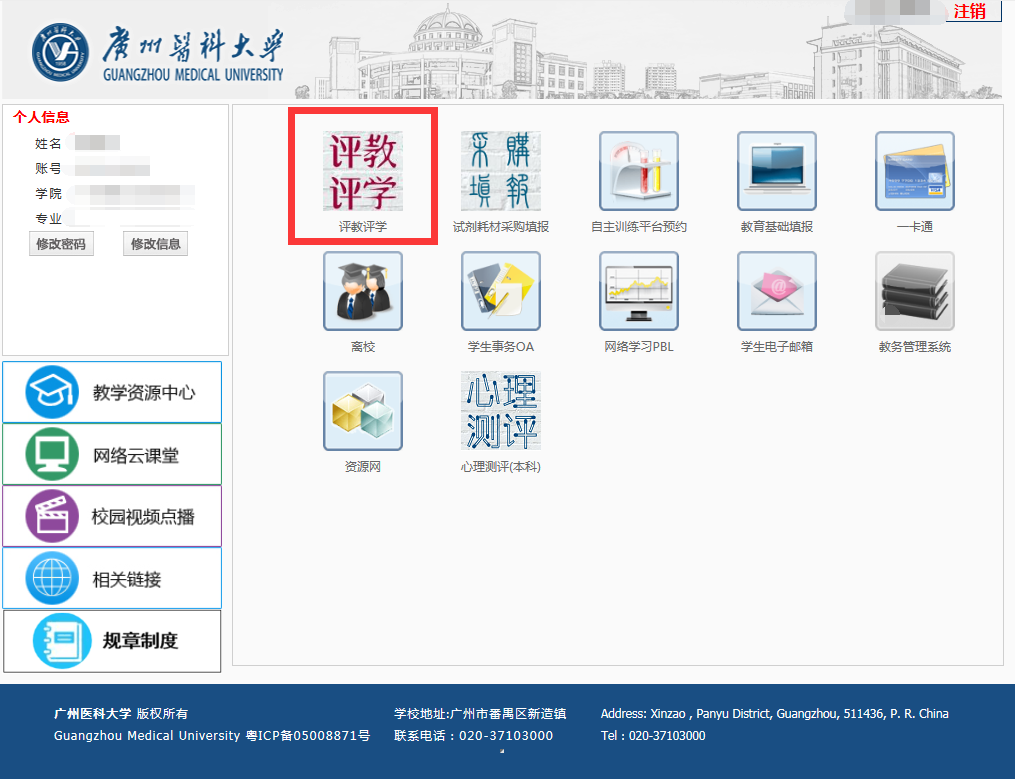 注销
廣州醫科大學
GUANGZHOU MEDICAL UNIVERSITY
个人信息
姓名
账号
学院
专业
修改密码 修改信息
教学资源中心
网络云课堂
校园视频点播
相关链接
规章制度
评教
评学
评教评学
采購
填報
试剂耗材采购填报
自主训练平台预约
教育基础填报
一卡通
离校
学生事务OA
网络学习PBL
@
学生电子邮箱
教务管理系统
资源网
心理
测评
心理测评(本科)
广州医科大学 版权所有
Guangzhou Medical University 粤ICP备05008871号
学校地址:广州市番禺区新造镇
联系电话：020-37103000
Address: Xinzao , Panyu District, Guangzhou, 511436, P. R. China
Tel：020-37103000